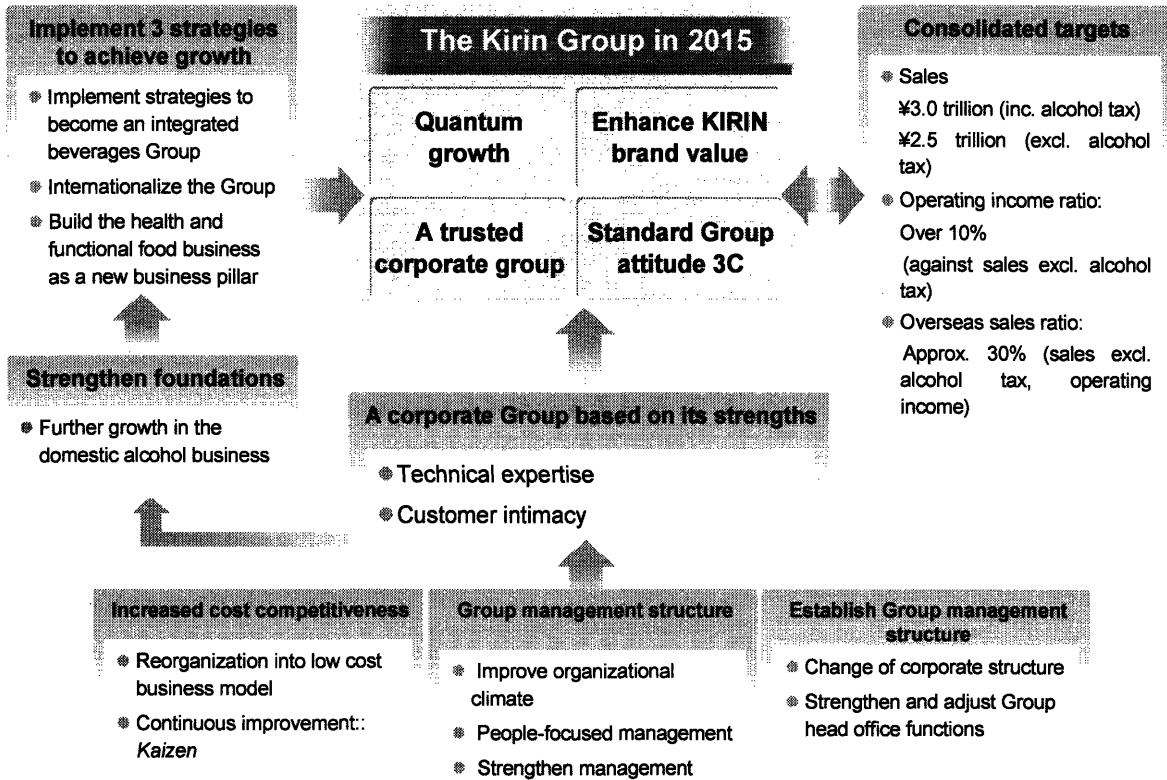 Implement 3 strategies
to achieve growth
Implement strategies to
become an integrated
beverages Group
Internationalize the Group
Build the health and
functional food business
as a new business pillar
Strengthen foundations
Further growth in the
domestic alcohol business
The Kirin Group in 2015
Quantum
growth
Enhance KIRIN
brand value
A trusted
corporate group
Standard Group
attitude 3C
A corporate Group based on its strengths
Technical expertise
Customer intimacy
Consolidated targets
Sales
¥3.0 trillion (inc. alcohol tax)
¥2.5 trillion (excl. alcohol
tax)
Operating income ratio:
Over 10%
(against sales excl. alcohol
tax)
Overseas sales ratio:
Approx. 30% (sales excl.
alcohol tax, operating
income)
Increased cost competitiveness
Reorganization into low cost
business model
Continuous improvement::
Kaizen
Group management structure
Improve organizational
climate
People-focused management
Strengthen management
Establish Group management
structure
Change of corporate structure
Strengthen and adjust Group
head office functions